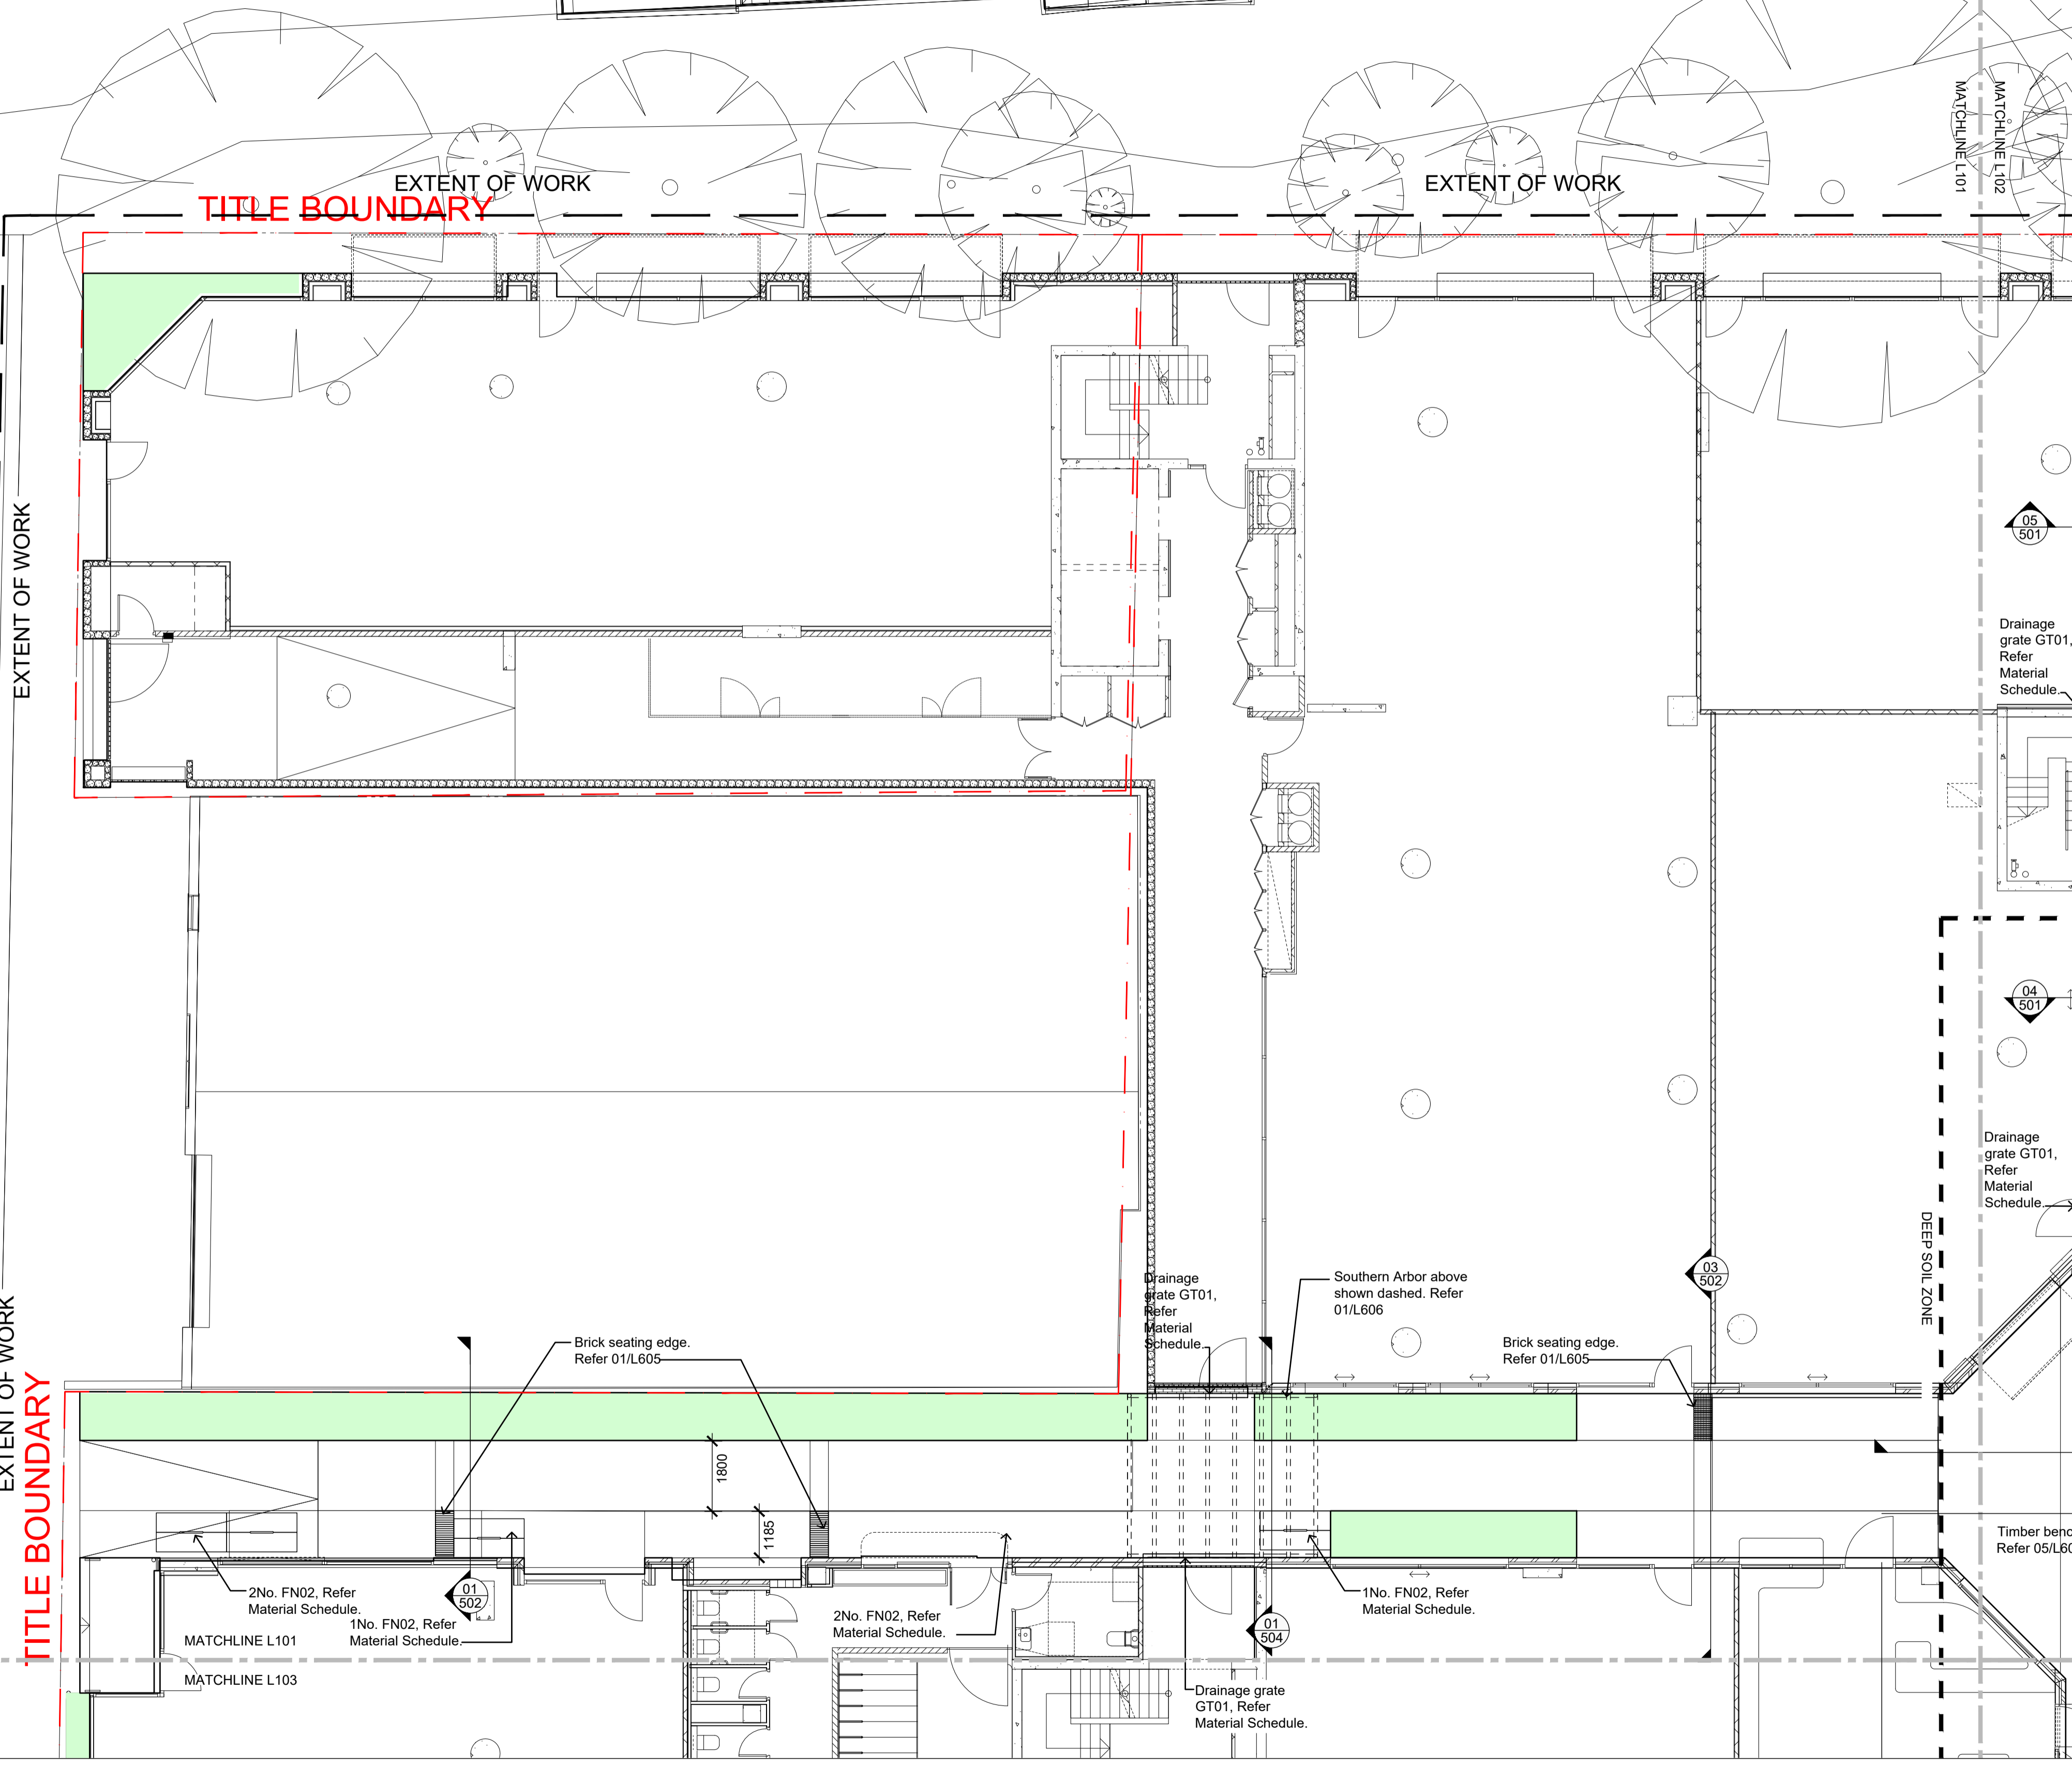 EXTENT OF WORK
EXTENT OF WORK
TITLE BOUNDARY
MATCHLINE L101
MATCHLINE L102
EXTENT OF WORK
05
501
Drainage
grate GT01,
Refer
Material
Schedule.
04
501
Drainage
grate GT01,
Refer
Material
Schedule.
DEEP SOIL ZONE
03
502
Drainage
grate GT01,
Refer
Material
Schedule.
Southern Arbor above
shown dashed. Refer
01/L606
Brick seating edge.
Refer 01/L605
Brick seating edge.
Refer 01/L605
EXTENT OF WORK
TITLE BOUNDARY
1800
1185
Timber
Refer
2No. FN02, Refer
Material Schedule.
1No. FN02, Refer
Material Schedule.
01
502
2No. FN02, Refer
Material Schedule.
1No. FN02, Refer
Material Schedule.
01
504
MATCHLINE L101
MATCHLINE L103
Drainage grate
GT01, Refer
Material Schedule.